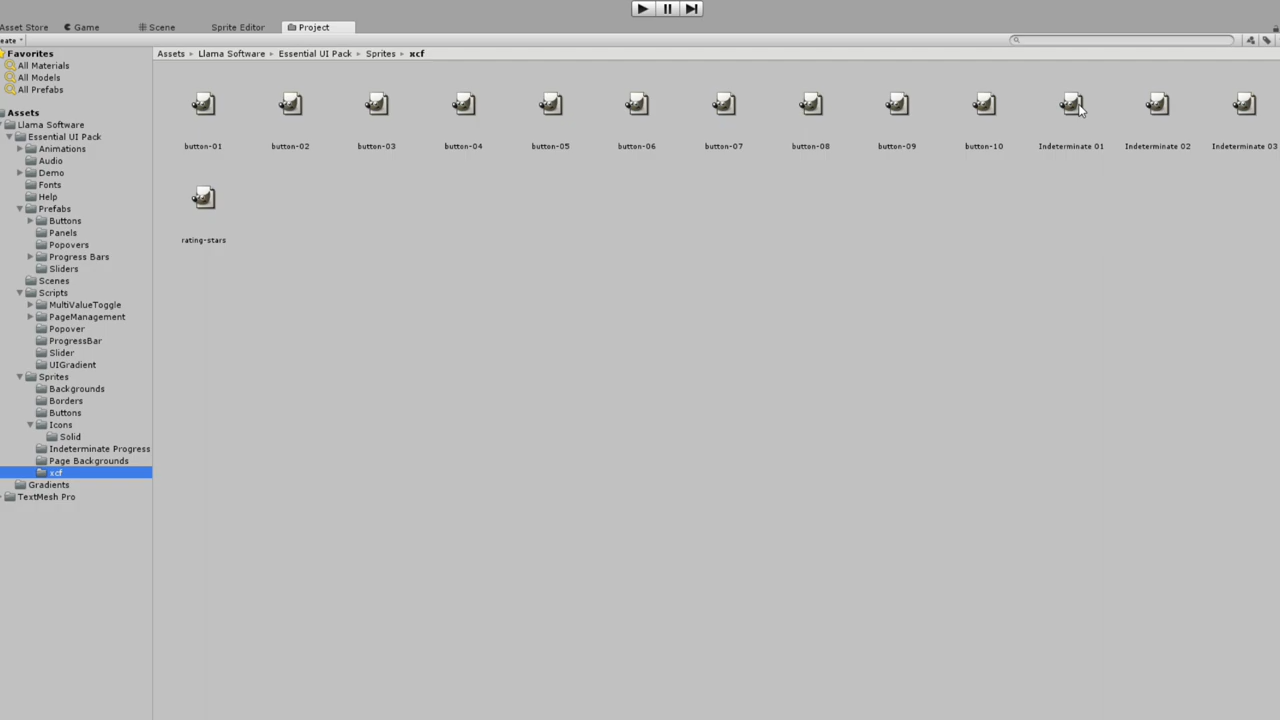 Asset Store Game Scene Sprite Editor Project
eate
Assets Llama Software Essential UI Pack Sprites xcf
Favorites
All Materials
All Models
All Prefabs
Assets
Llama Software
Essential UI Pack
Animations
Audio
Demo
Fonts
Help
Prefabs
Buttons
Panels
Popovers
Progress Bars
Sliders
Scenes
Scripts
MultiValueToggle
PageManagement
Popover
ProgressBar
Slider
UIGradient
Sprites
Backgrounds
Borders
Buttons
Icons
Solid
Indeterminate Progress
Page Backgrounds
xcf
Gradients
TextMesh Pro
button-01 button-02 button-03 button-04 button-05 button-06 button-07 button-08 button-09 button-10 Indeterminate 01 Indeterminate 02 Indeterminate 03
rating-stars